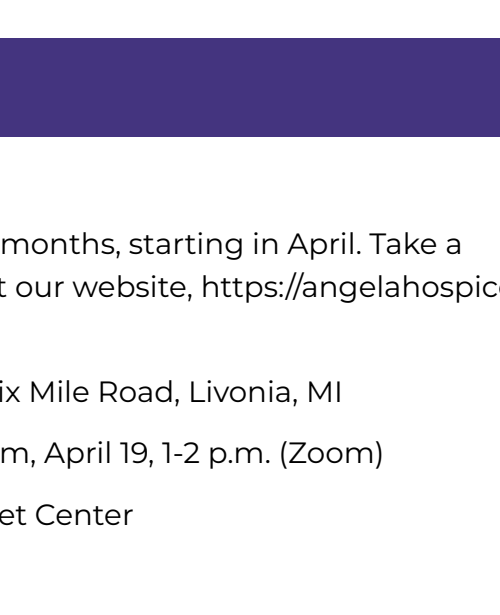 months, starting in April. Take a
t our website, https://angelahospic
ix Mile Road, Livonia, MI
m, April 19, 1-2 p.m. (Zoom)
et Center